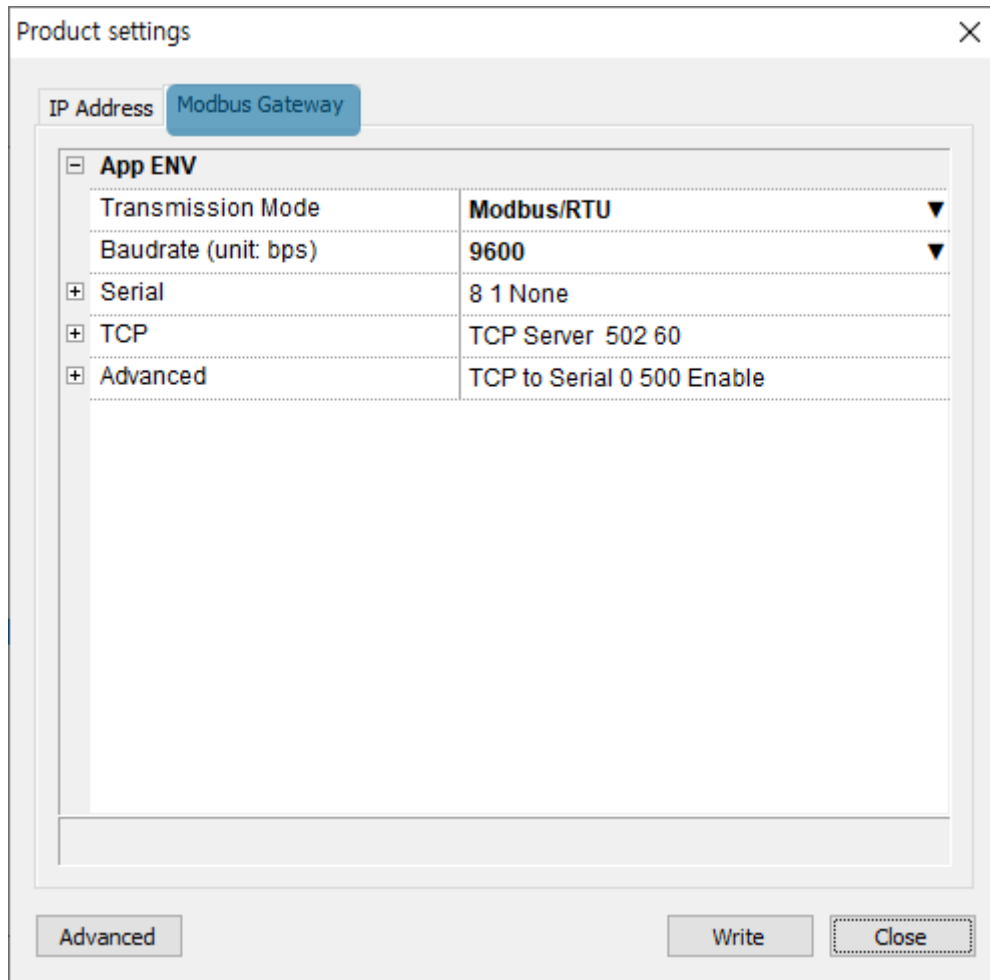 Product settings
IP Address Modbus Gateway
App ENV
Transmission Mode Modbus/RTU
Baudrate (unit: bps) 9600
Serial 8 1 None
TCP TCP Server 502 60
Advanced TCP to Serial 0 500 Enable
Advanced Write Close